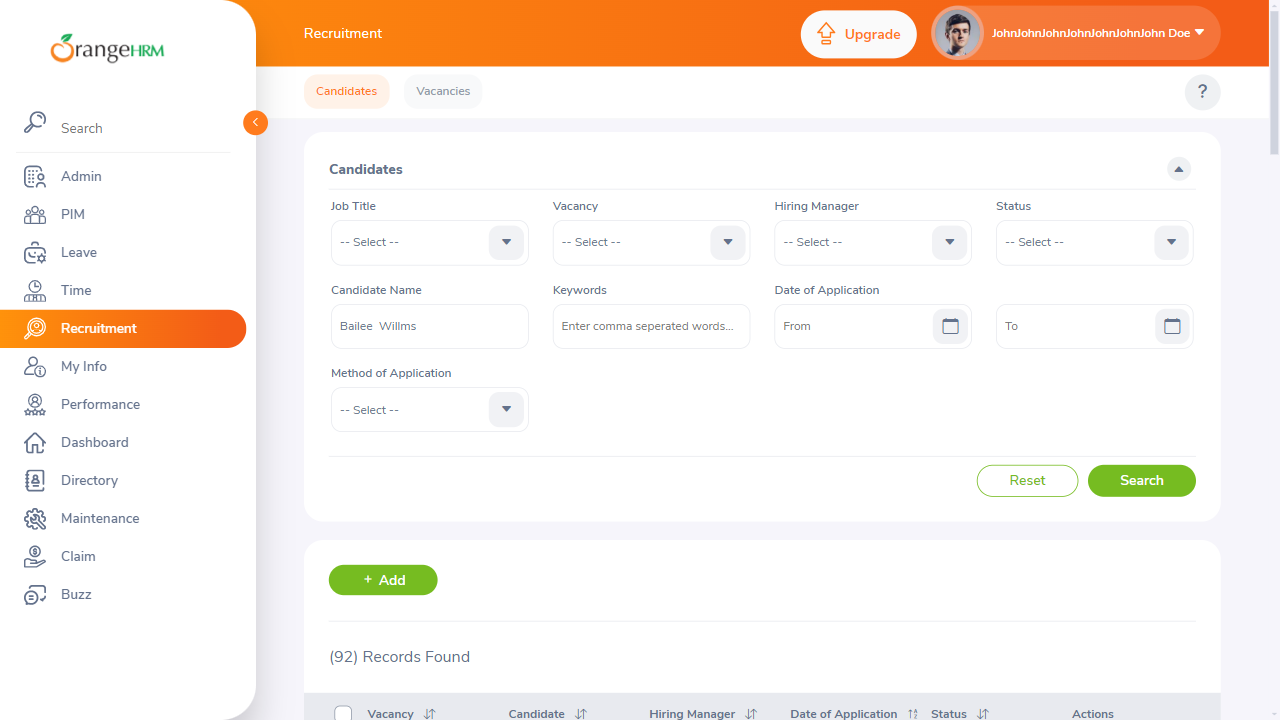 OrangeHRM
Search
Admin
PIM
Leave
Time
Recruitment
My Info
Performance
Dashboard
Directory
Maintenance
Claim
Buzz
Recruitment
Upgrade
JohnJohnJohnJohnJohnJohnJohn Doe
Candidates
Vacancies
?
Candidates
Job Title
Vacancy
Hiring Manager
Status
-- Select --
-- Select --
-- Select --
-- Select --
Candidate Name
Keywords
Date of Application
Bailee  Willms
Enter comma seperated words...
From
To
Method of Application
-- Select --
Reset
Search
+ Add
(92) Records Found
Vacancy
Candidate
Hiring Manager
Date of Application
Status
Actions